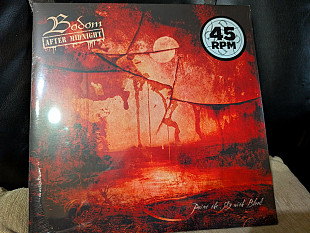 Bodom
AFTER MIDNIGHT
45
RPM
Paint the Sky with Blood